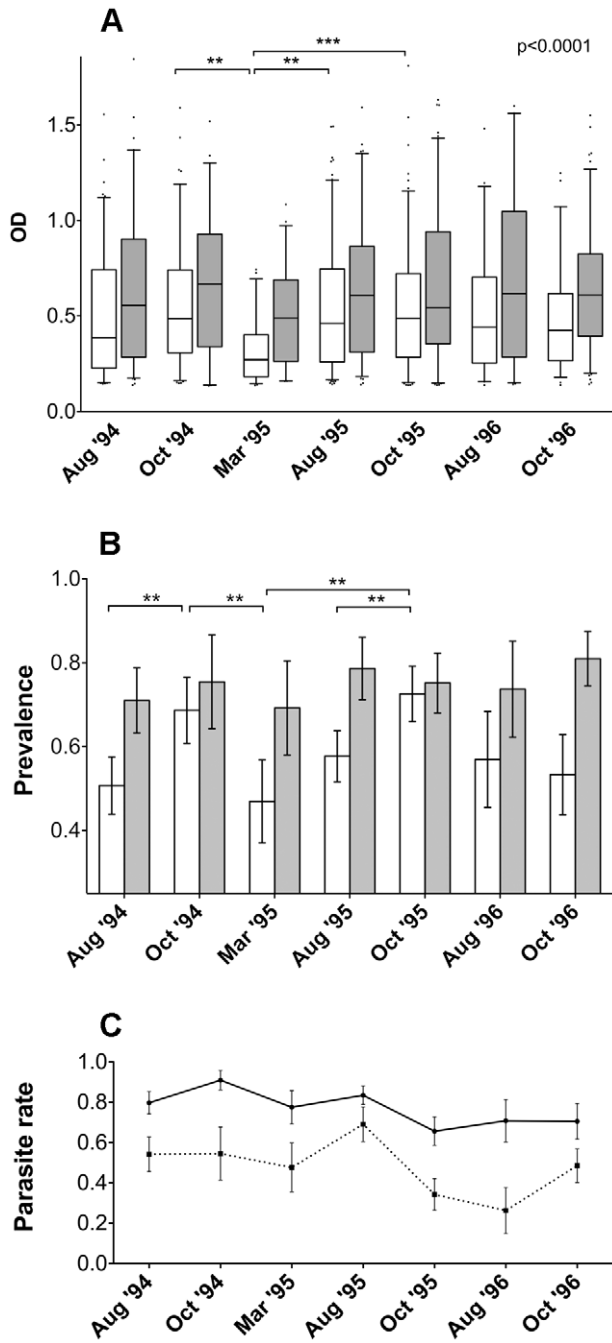 A
** ** ***
p<0.0001
OD
1.5
1.0
0.5
0.0
Aug '94
Oct '94
Mar '95
Aug '95
Oct '95
Aug '96
Oct '96
B
** ** ** **
Prevalence
1.0
0.8
0.6
0.4
Aug '94
Oct '94
Mar '95
Aug '95
Oct '95
Aug '96
Oct '96
C
Parasite rate
1.0
0.8
0.6
0.4
0.2
0.0
Aug '94
Oct '94
Mar '95
Aug '95
Oct '95
Aug '96
Oct '96